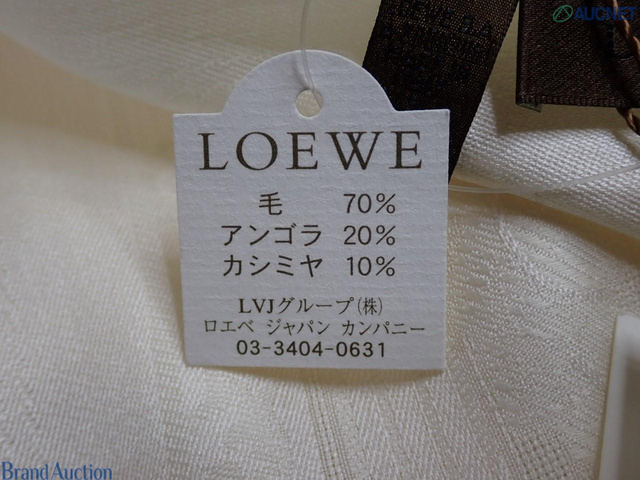 AUCNET
LOEWE
毛 70%
アンゴラ 20%
カシミヤ 10%
LVJグループ(株)
ロエベ ジャパン カンパニー
03-3404-0631
Brand Auction